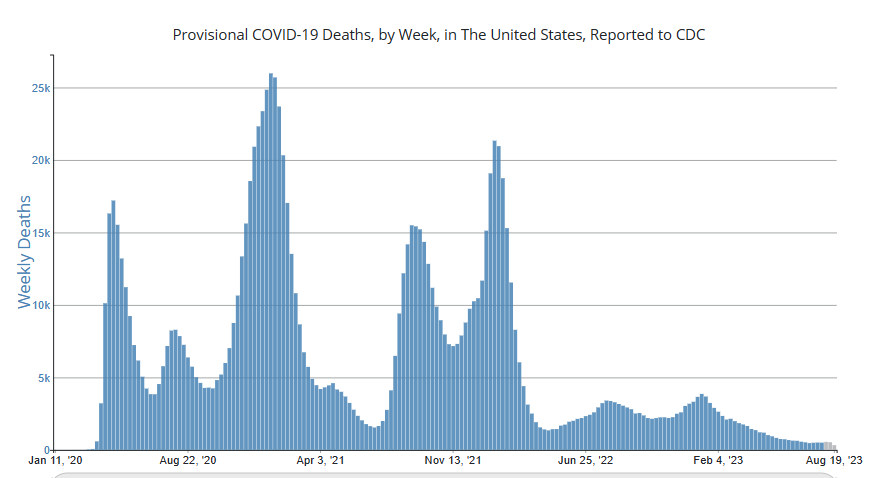 Provisional COVID-19 Deaths, by Week, in The United States, Reported to CDC
Weekly Deaths
25k
20k
15k
10k
5k
0
Jan 11, '20
Aug 22, '20
Apr 3, '21
Nov 13, '21
Jun 25, '22
Feb 4, '23
Aug 19, '23